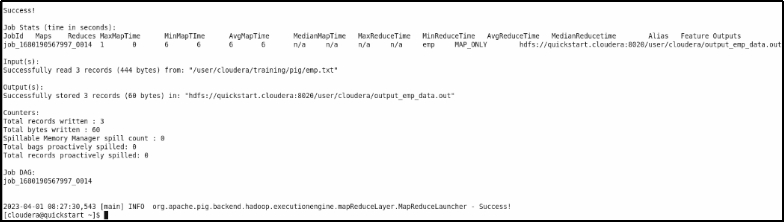 Success!
Job Stats (time in seconds):
JobId Maps Reduces MaxMapTime MinMapTIme AvgMapTime MedianMapTime MaxReduceTime MinReduceTime AvgReduceTime MedianReducetime Alias Feature Outputs
job_1680190567997_0014 1 0 6 6 6 6 n/a n/a n/a n/a emp MAP_ONLY hdfs://quickstart.cloudera:8020/user/cloudera/output_emp_data.out
Input(s):
Successfully read 3 records (444 bytes) from: "/user/cloudera/training/pig/emp.txt"
Output(s):
Successfully stored 3 records (60 bytes) in: "hdfs://quickstart.cloudera:8020/user/cloudera/output_emp_data.out"
Counters:
Total records written : 3
Total bytes written : 60
Spillable Memory Manager spill count : 0
Total bags proactively spilled: 0
Total records proactively spilled: 0
Job DAG:
job_1680190567997_0014
2023-04-01 08:27:30,543 [main] INFO org.apache.pig.backend.hadoop.executionengine.mapReduceLayer.MapReduceLauncher - Success!
[cloudera@quickstart ~]$